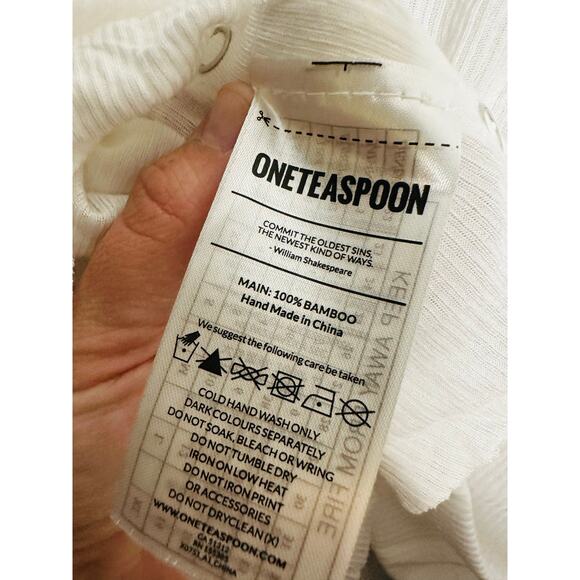 ONETEASPOON
COMMIT THE OLDEST SINS,
THE NEWEST KIND OF WAYS.
- William Shakespeare
MAIN: 100% BAMBOO
Hand Made in China
We suggest the following care be taken
COLD HAND WASH ONLY
DARK COLOURS SEPARATELY
DO NOT SOAK, BLEACH OR WRING
DO NOT TUMBLE DRY
IRON ON LOW HEAT
DO NOT IRON PRINT
OR ACCESSORIES
DO NOT DRYCLEAN (X)
WWW.ONETEASPOON.COM
KEEP AWAY FROM FIRE